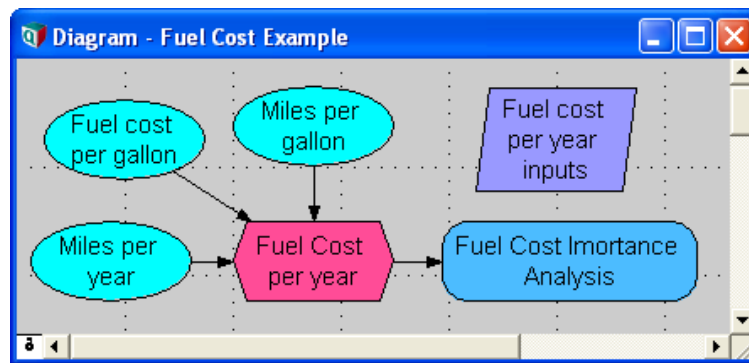 Diagram - Fuel Cost Example
Fuel cost
per gallon
Miles per
gallon
Fuel cost
per year
inputs
Miles per
year
Fuel Cost
per year
Fuel Cost Imortance
Analysis